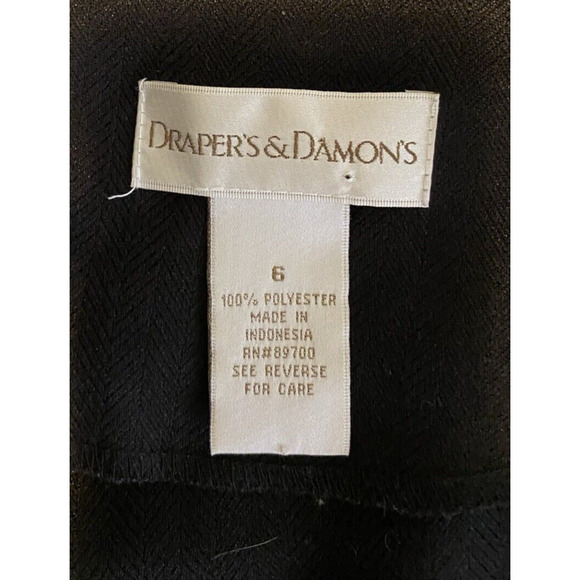 DRAPER'S & DAMON'S
6
100% POLYESTER
MADE IN
INDONESIA
RN#89700
SEE REVERSE
FOR CARE